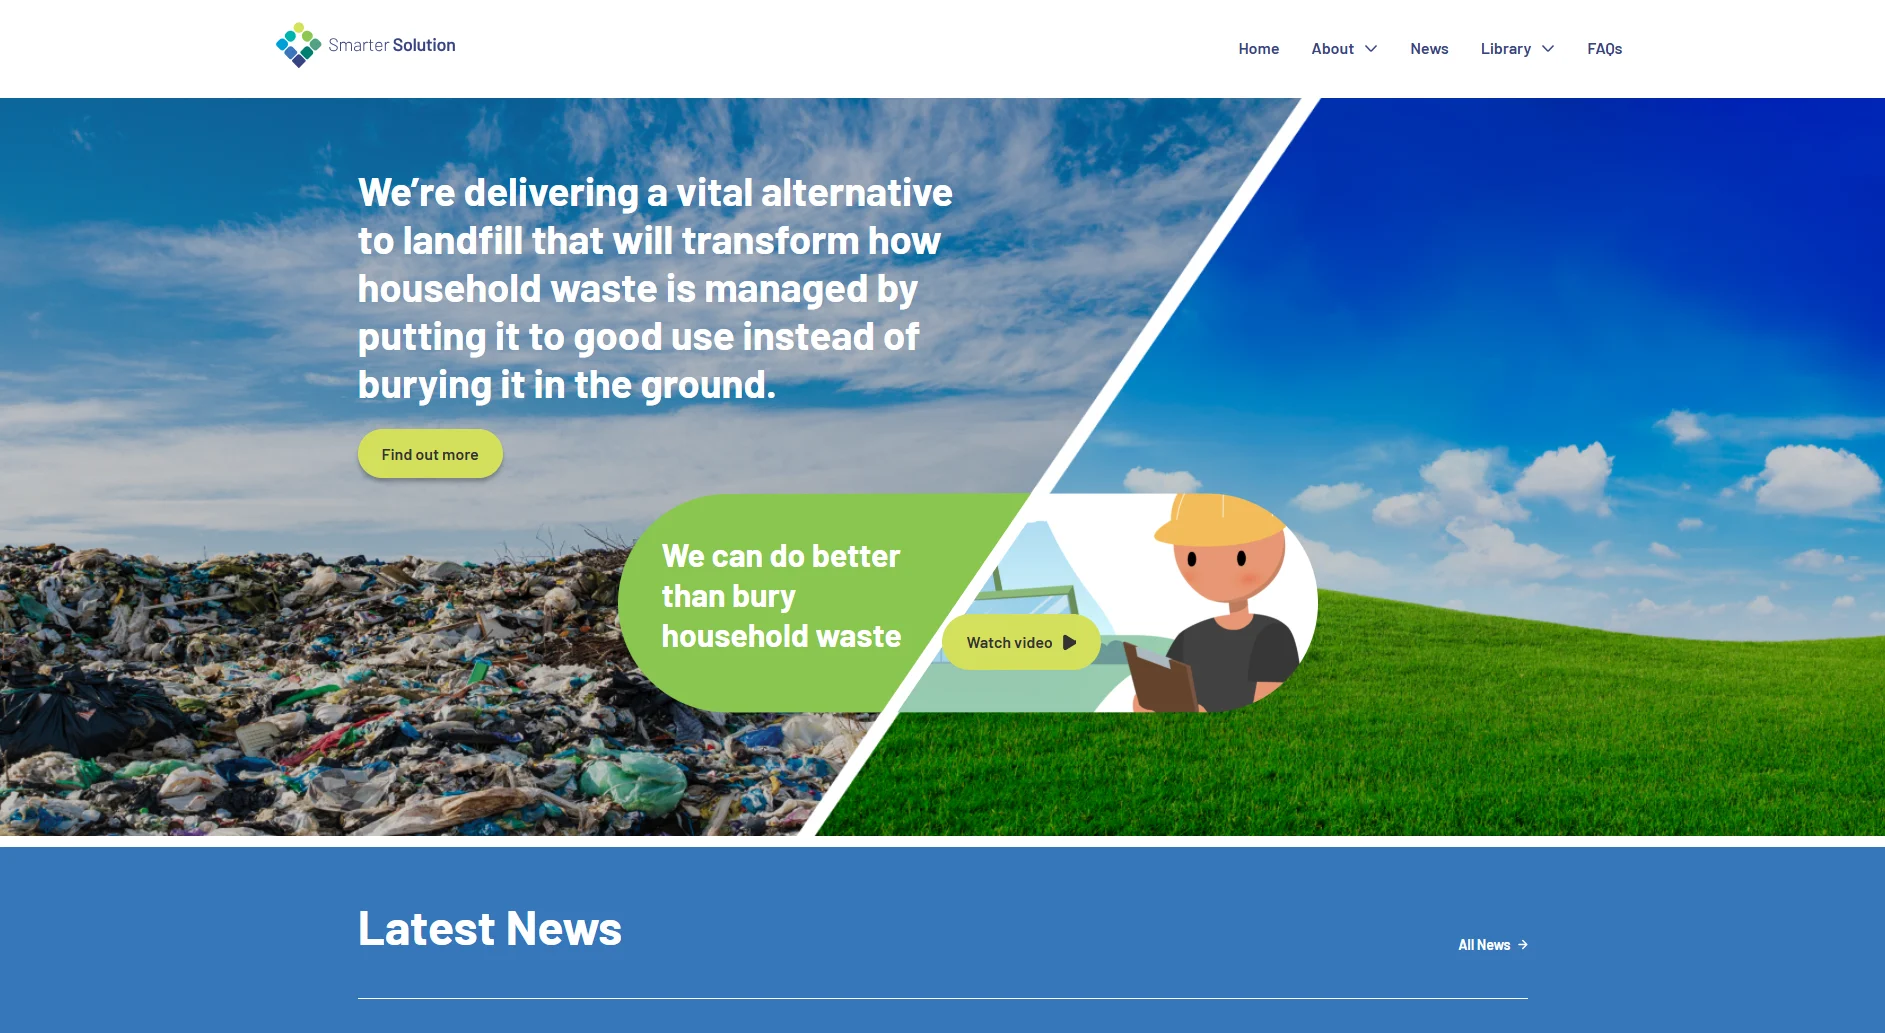 Smarter Solution
Home
About
News
Library
FAQs
We’re delivering a vital alternative
to landfill that will transform how
household waste is managed by
putting it to good use instead of
burying it in the ground.
Find out more
We can do better
than bury
household waste
Watch video
Latest News
All News